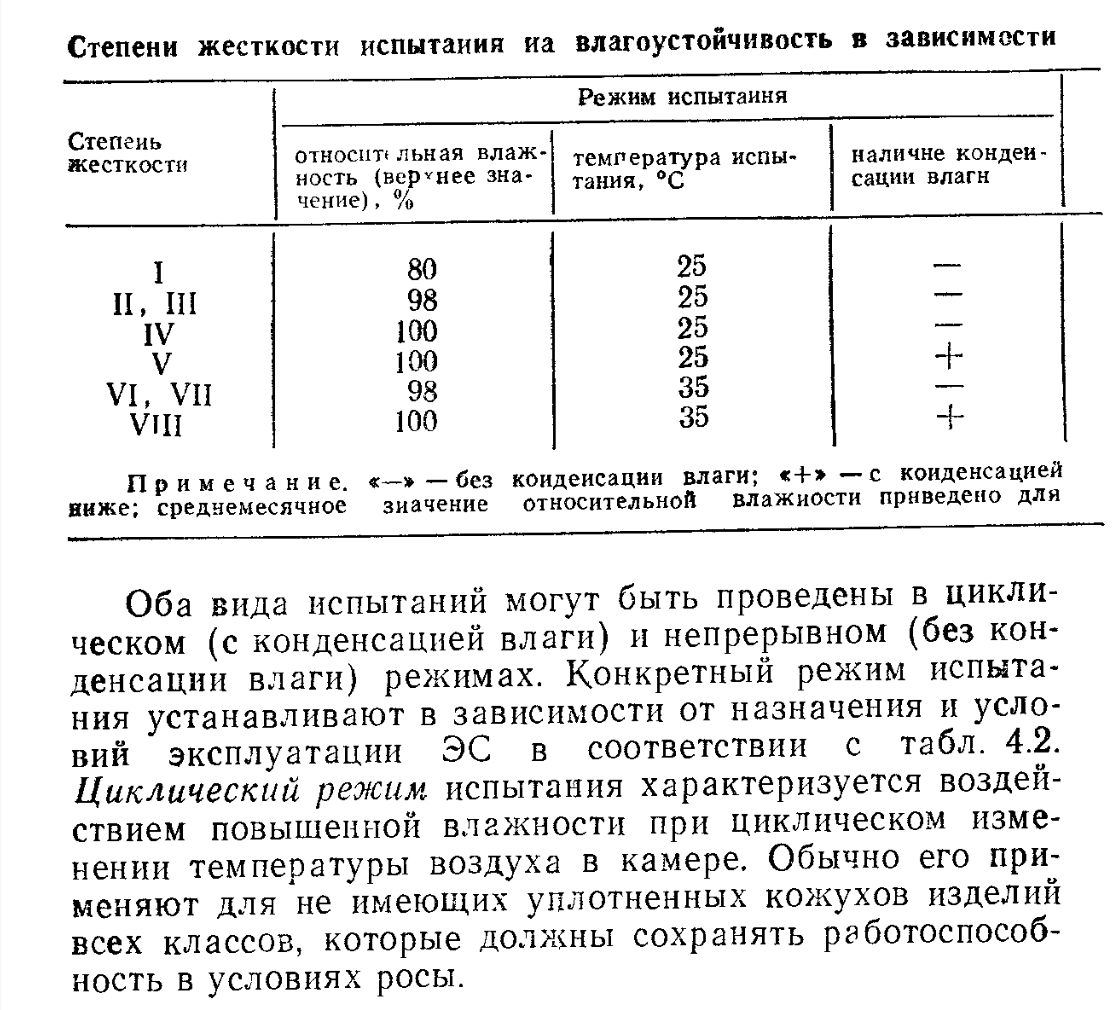 Степени жесткости испытания на влагоустойчивость в зависимости
Режим испытания
Степень
жесткости
относительная влаж-
ность (верхнее зна-
чение), %
температура испы-
тания, °C
наличие конден-
сации влаги
I 80 25 —
II, III 98 25 —
IV 100 25 —
V 100 25 +
VI, VII 98 35 —
VIII 100 35 +
Примечание. «—» — без конденсации влаги; «+» — с конденсацией
ниже; среднемесячное значение относительной влажности приведено для
Оба вида испытаний могут быть проведены в цикли-
ческом (с конденсацией влаги) и непрерывном (без кон-
денсации влаги) режимах. Конкретный режим испыта-
ния устанавливают в зависимости от назначения и усло-
вий эксплуатации ЭС в соответствии с табл. 4.2.
Циклический режим испытания характеризуется воздей-
ствием повышенной влажности при циклическом изме-
нении температуры воздуха в камере. Обычно его при-
меняют для не имеющих уплотненных кожухов изделий
всех классов, которые должны сохранять работоспособ-
ность в условиях росы.